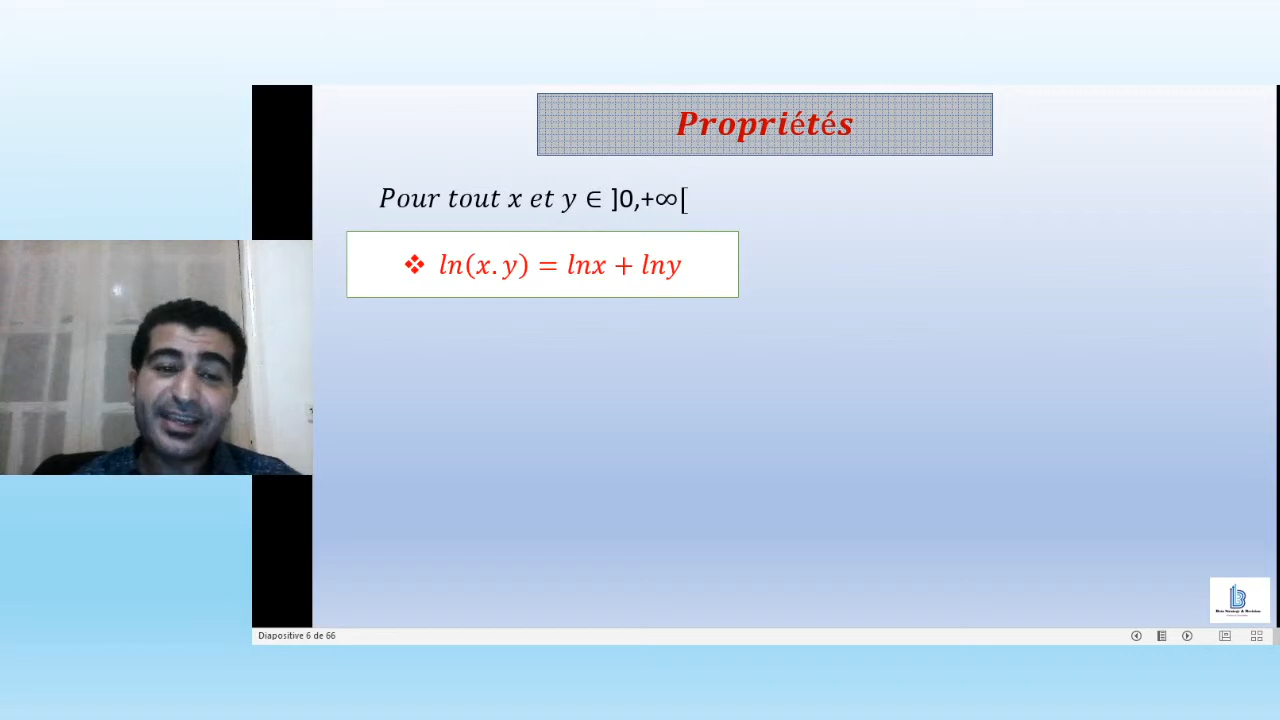 Propriétés
Pour tout x et y ∈ ]0,+∞[
❖ ln(x.y) = lnx + lny
Diapositive 6 de 66